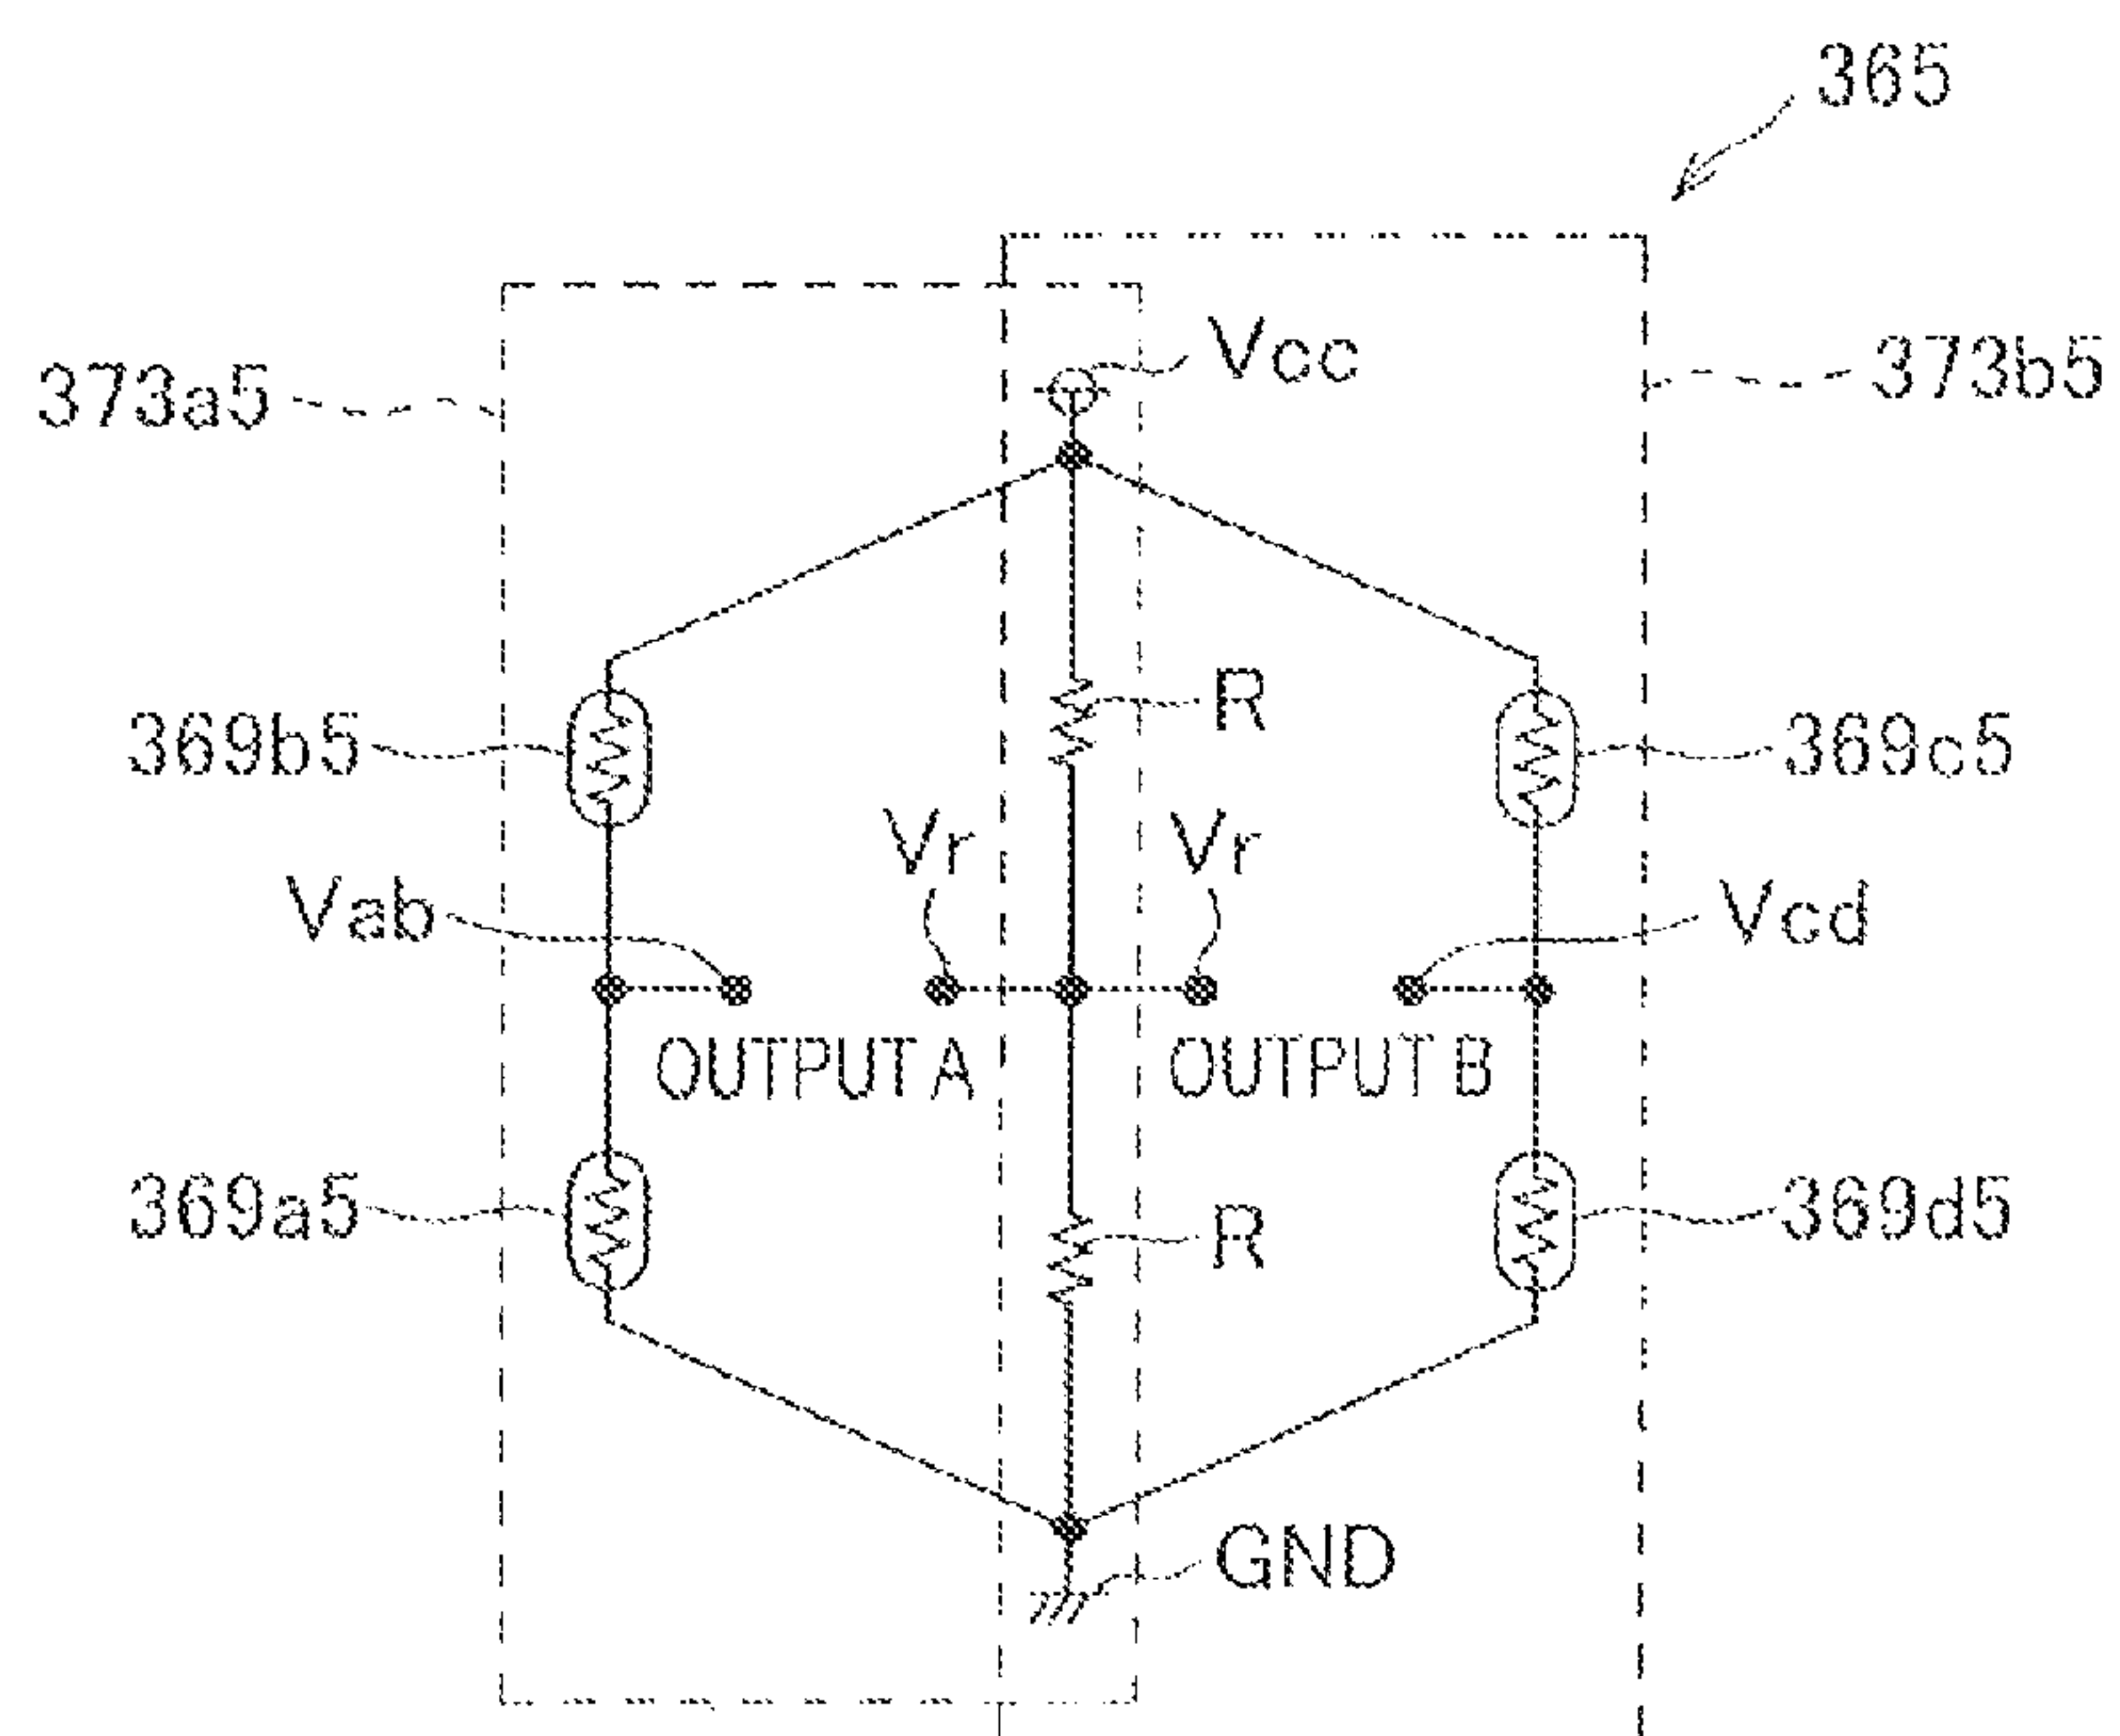 365
Vcc
373a5
373b5
R
369b5
369c5
Vr
Vr
Vab
Vcd
OUTPUT A
OUTPUT B
369a5
R
369d5
GND